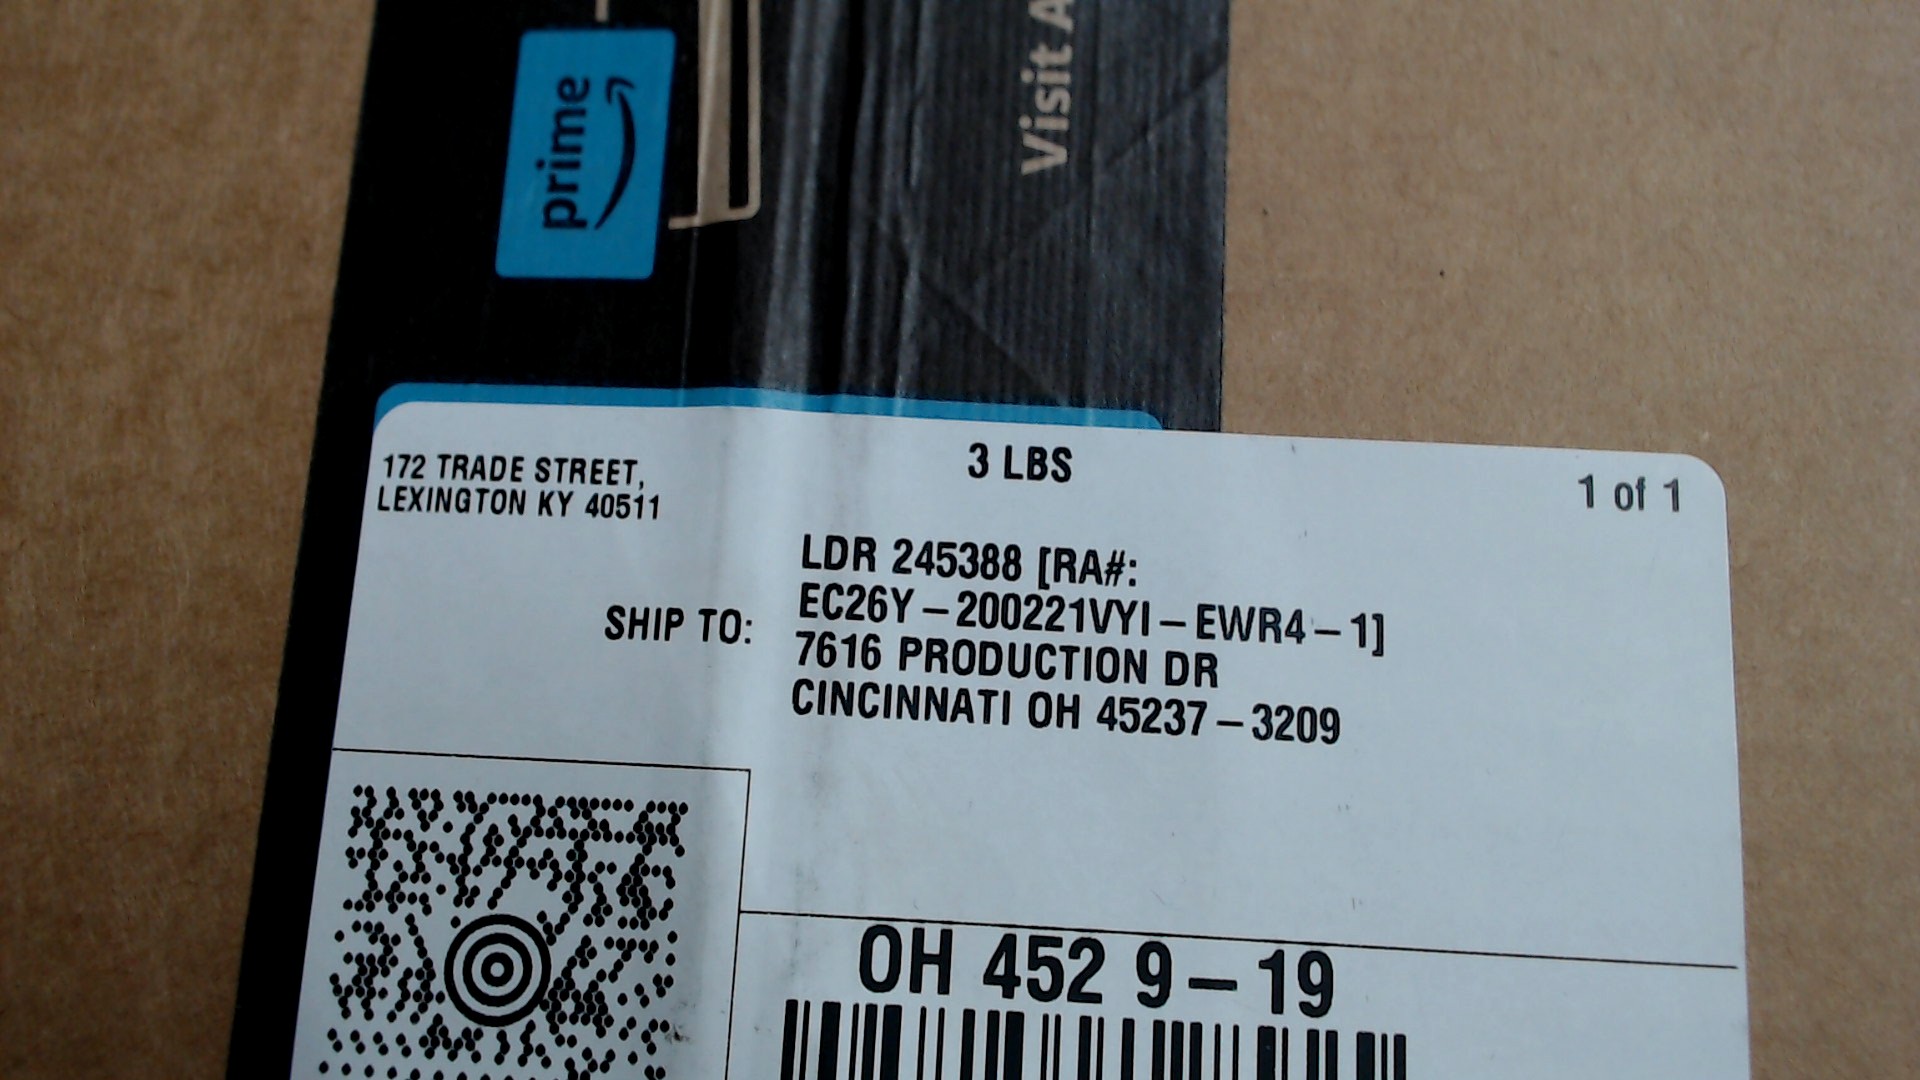 prime
Visit A
172 TRADE STREET,
LEXINGTON KY 40511
3 LBS
1 of 1
SHIP TO:
LDR 245388 [RA#:
EC26Y-200221VYI-EWR4-1]
7616 PRODUCTION DR
CINCINNATI OH 45237-3209
OH 452 9-19